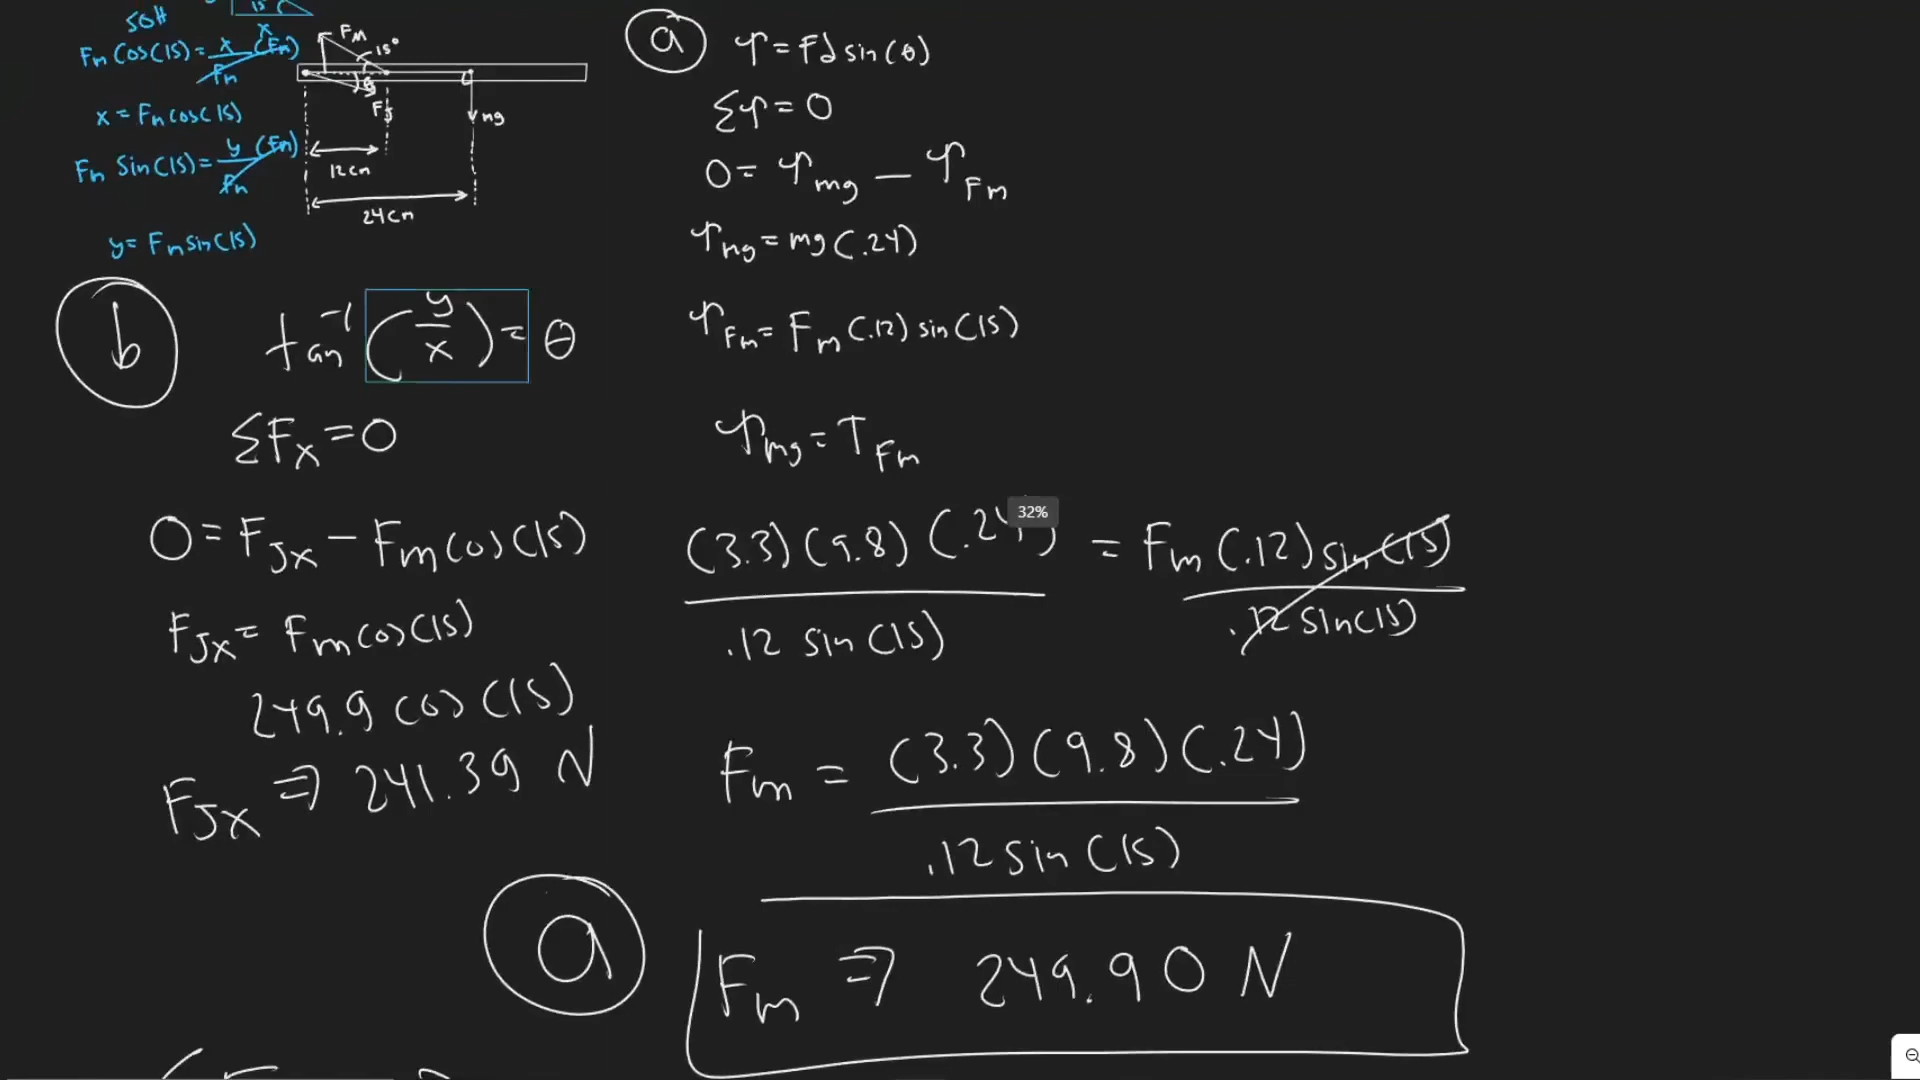 SOH
15
x
Fm Cos(15) = x/Fm (Fm)
x = Fm cos(15)
Fm Sin(15) = y/Fm (Fm)
y = Fm sin(15)
Fm
15°
θ
FJ
mg
12cm
24cm
a
τ = Fd sin(θ)
Στ = 0
0 = τmg − τFm
τmg = mg(.24)
τFm = Fm(.12) sin(15)
τmg = TFm
(3.3)(9.8)(.24) / .12 sin(15) = Fm(.12) sin(15) / .12 sin(15)
32%
Fm = (3.3)(9.8)(.24) / .12 sin(15)
a
Fm ⇒ 249.90 N
b
tan⁻¹(y/x) = θ
ΣFx = 0
0 = FJx − Fm cos(15)
FJx = Fm cos(15)
249.9 cos(15)
FJx ⇒ 241.39 N